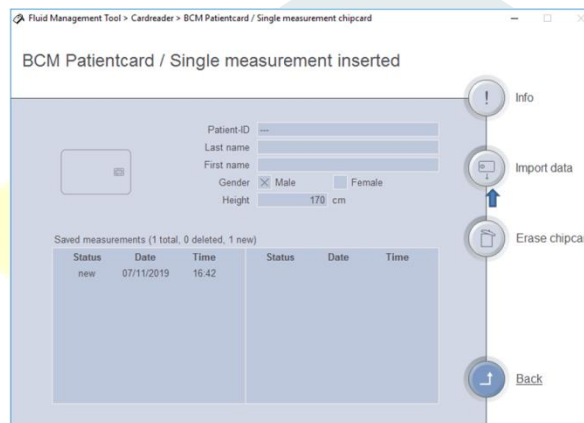 Fluid Management Tool > Cardreader > BCM Patientcard / Single measurement chipcard
BCM Patientcard / Single measurement inserted
Info
Patient-ID ---
Last name
First name
Gender Male Female
Height 170 cm
Import data
Erase chipcar
Saved measurements (1 total, 0 deleted, 1 new)
Status Date Time Status Date Time
new 07/11/2019 16:42
Back